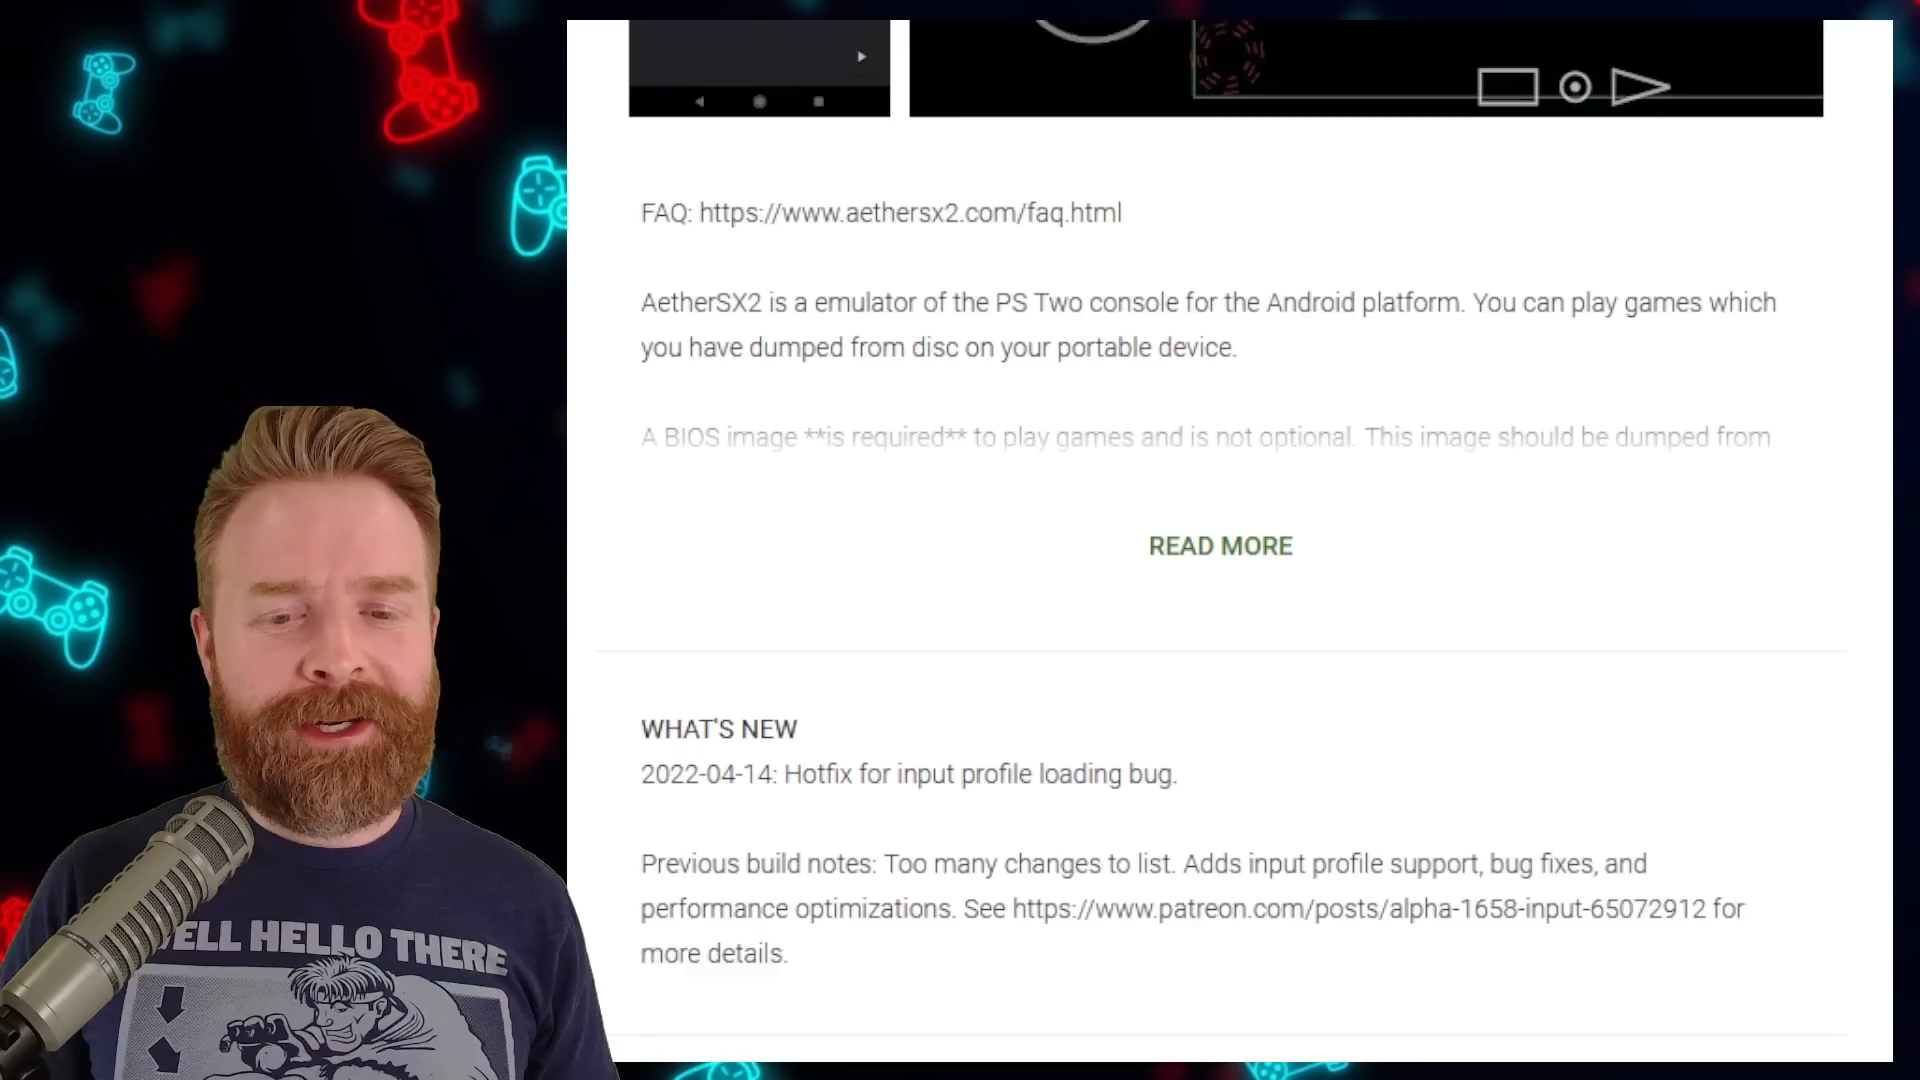 FAQ: https://www.aethersx2.com/faq.html
AetherSX2 is a emulator of the PS Two console for the Android platform. You can play games which
you have dumped from disc on your portable device.
A BIOS image **is required** to play games and is not optional. This image should be dumped from
READ MORE
WHAT'S NEW
2022-04-14: Hotfix for input profile loading bug.
Previous build notes: Too many changes to list. Adds input profile support, bug fixes, and
performance optimizations. See https://www.patreon.com/posts/alpha-1658-input-65072912 for
more details.
WELL HELLO THERE